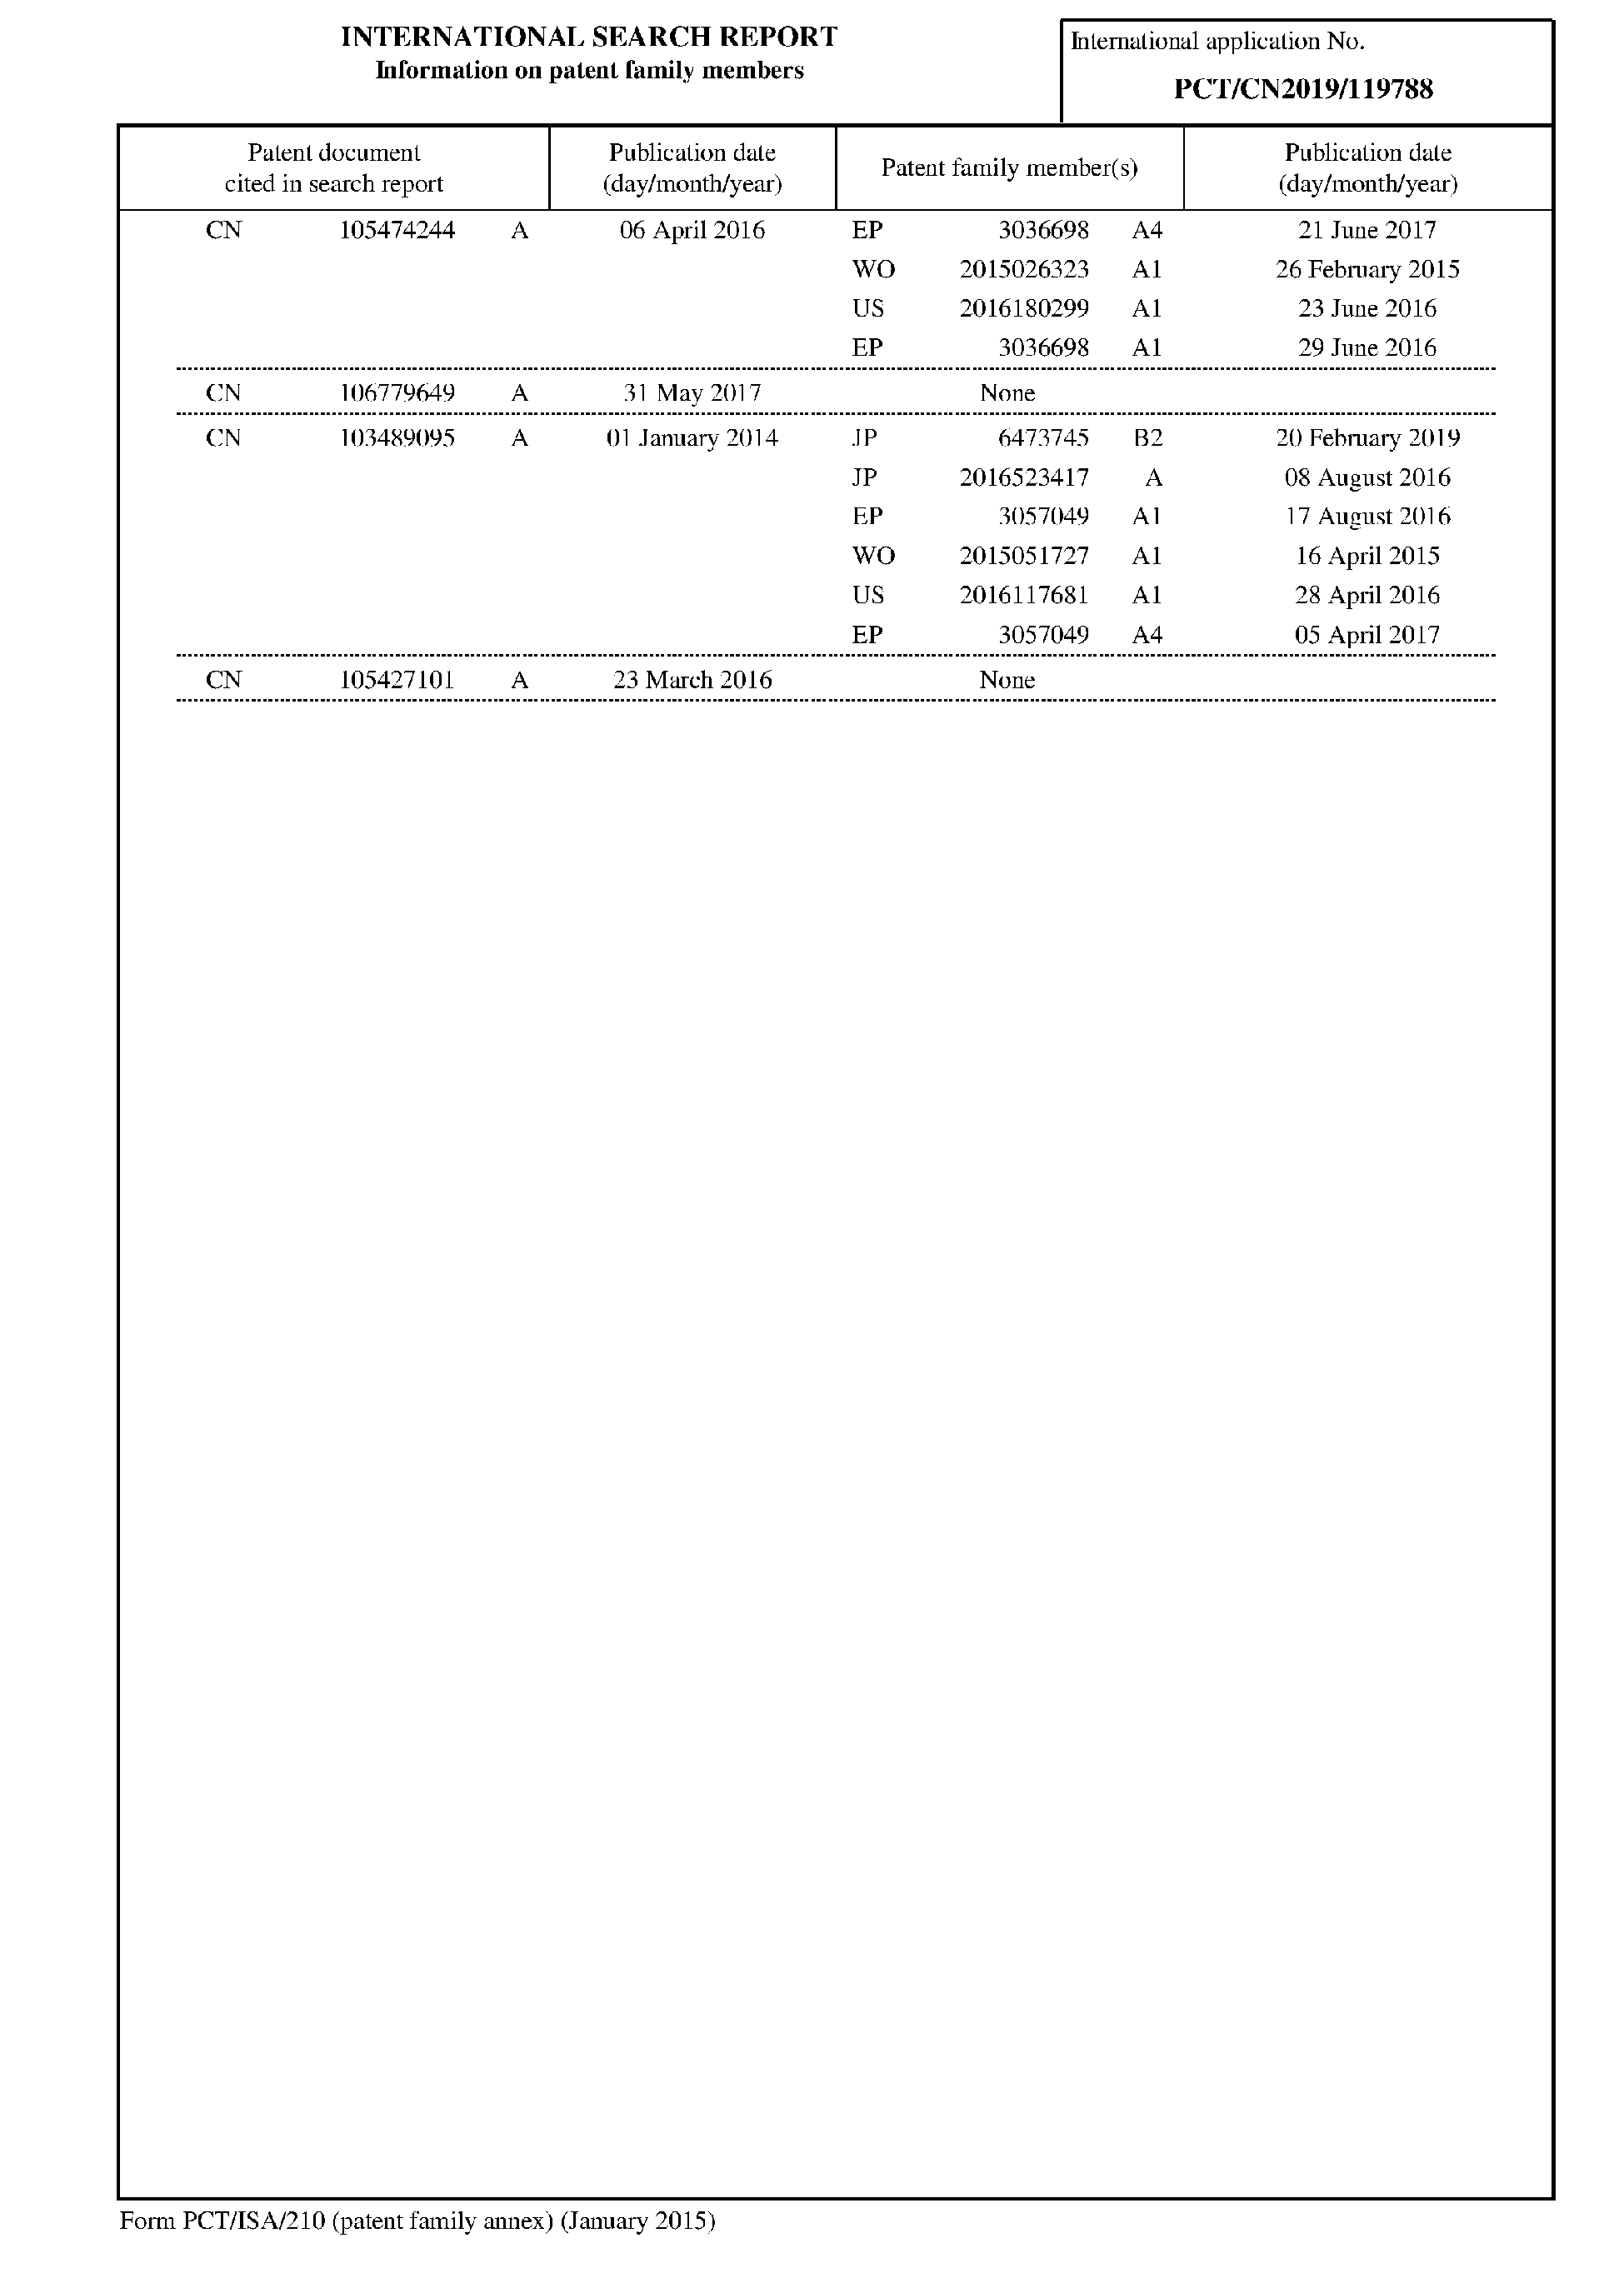 INTERNATIONAL SEARCH REPORT
Information on patent family members
International application No.
PCT/CN2019/119788
Patent document
cited in search report
Publication date
(day/month/year)
Patent family member(s)
Publication date
(day/month/year)
CN 105474244 A 06 April 2016 EP 3036698 A4 21 June 2017
WO 2015026323 A1 26 February 2015
US 2016180299 A1 23 June 2016
EP 3036698 A1 29 June 2016
CN 106779649 A 31 May 2017 None
CN 103489095 A 01 January 2014 JP 6473745 B2 20 February 2019
JP 2016523417 A 08 August 2016
EP 3057049 A1 17 August 2016
WO 2015051727 A1 16 April 2015
US 2016117681 A1 28 April 2016
EP 3057049 A4 05 April 2017
CN 105427101 A 23 March 2016 None
Form PCT/ISA/210 (patent family annex) (January 2015)